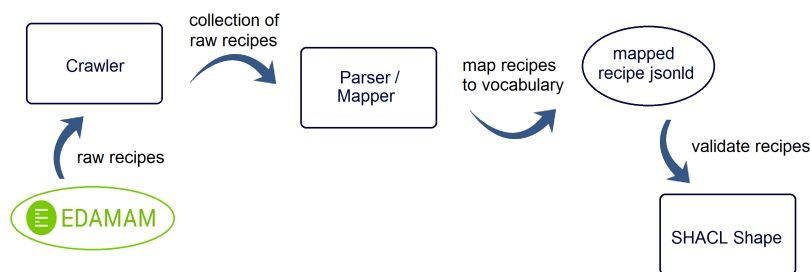 collection of
raw recipes
Crawler
Parser /
Mapper
map recipes
to vocabulary
mapped
recipe jsonld
raw recipes
validate recipes
EDAMAM
SHACL Shape